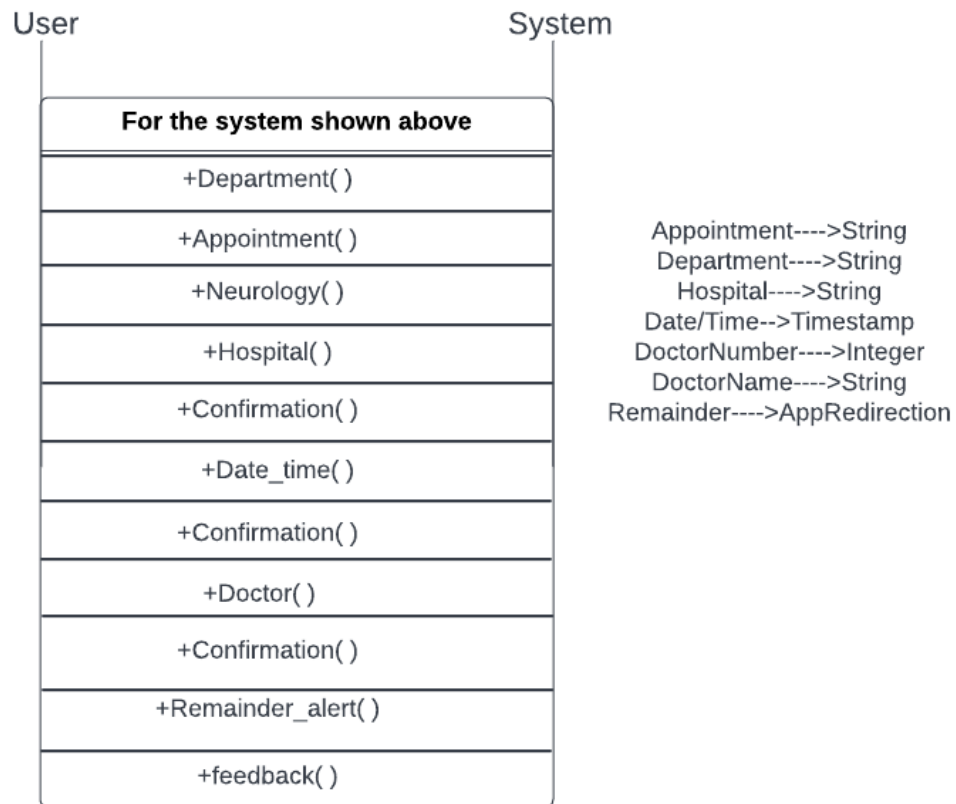 User
System
For the system shown above
+Department( )
+Appointment( )
+Neurology( )
+Hospital( )
+Confirmation( )
+Date_time( )
+Confirmation( )
+Doctor( )
+Confirmation( )
+Remainder_alert( )
+feedback( )
Appointment---->String
Department---->String
Hospital---->String
Date/Time-->Timestamp
DoctorNumber---->Integer
DoctorName---->String
Remainder---->AppRedirection